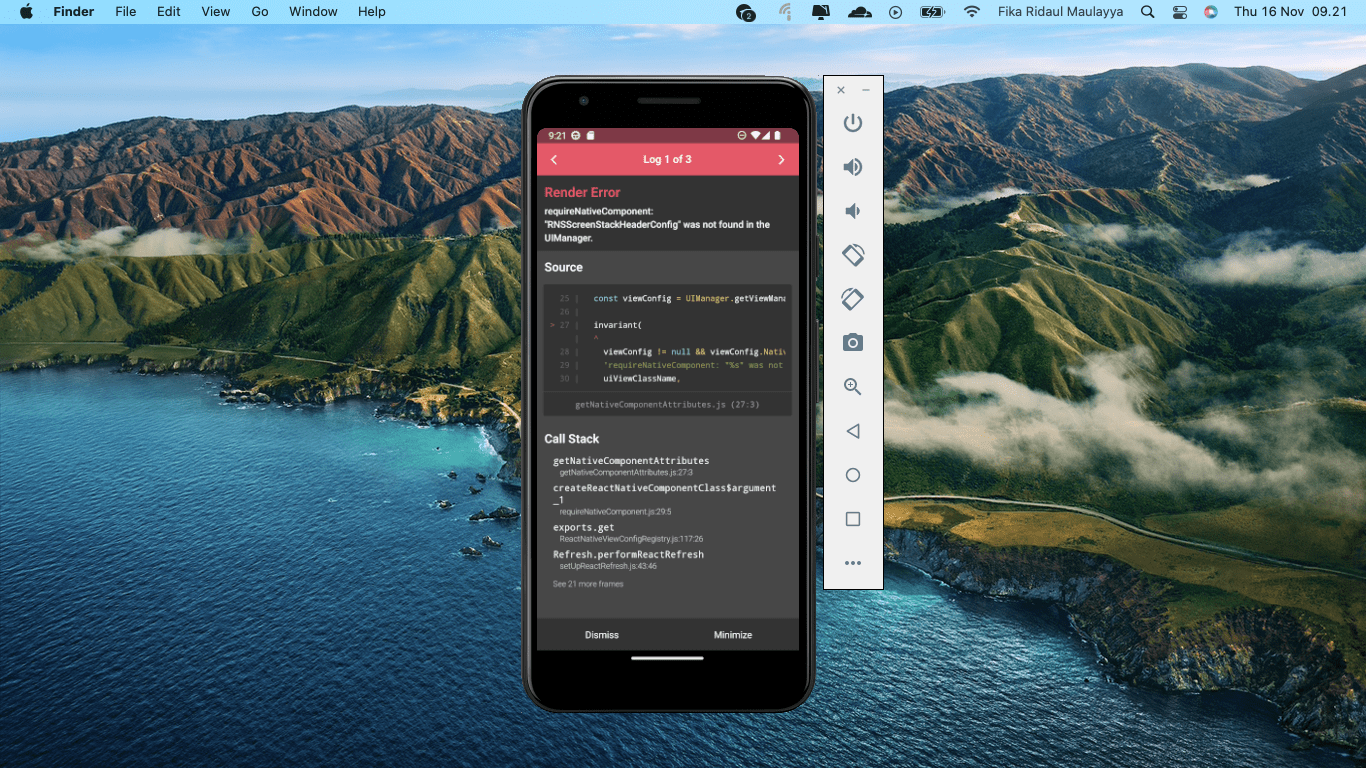 Finder File Edit View Go Window Help
2
Fika Ridaul Maulayya
Thu 16 Nov 09.21
9:21
Log 1 of 3
Render Error
requireNativeComponent:
"RNSScreenStackHeaderConfig" was not found in the
UIManager.
Source
25 | const viewConfig = UIManager.getViewMana
26 |
> 27 | invariant(
| ^
28 | viewConfig != null && viewConfig.Nativ
29 | 'requireNativeComponent: "%s" was not
30 | uiViewClassName,
getNativeComponentAttributes.js (27:3)
Call Stack
getNativeComponentAttributes
getNativeComponentAttributes.js:27:3
createReactNativeComponentClass$argument
_1
requireNativeComponent.js:29:5
exports.get
ReactNativeViewConfigRegistry.js:117:26
Refresh.performReactRefresh
setUpReactRefresh.js:43:46
See 21 more frames
Dismiss Minimize